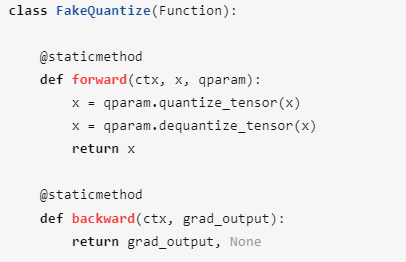 class FakeQuantize(Function):
@staticmethod
def forward(ctx, x, qparam):
x = qparam.quantize_tensor(x)
x = qparam.dequantize_tensor(x)
return x
@staticmethod
def backward(ctx, grad_output):
return grad_output, None